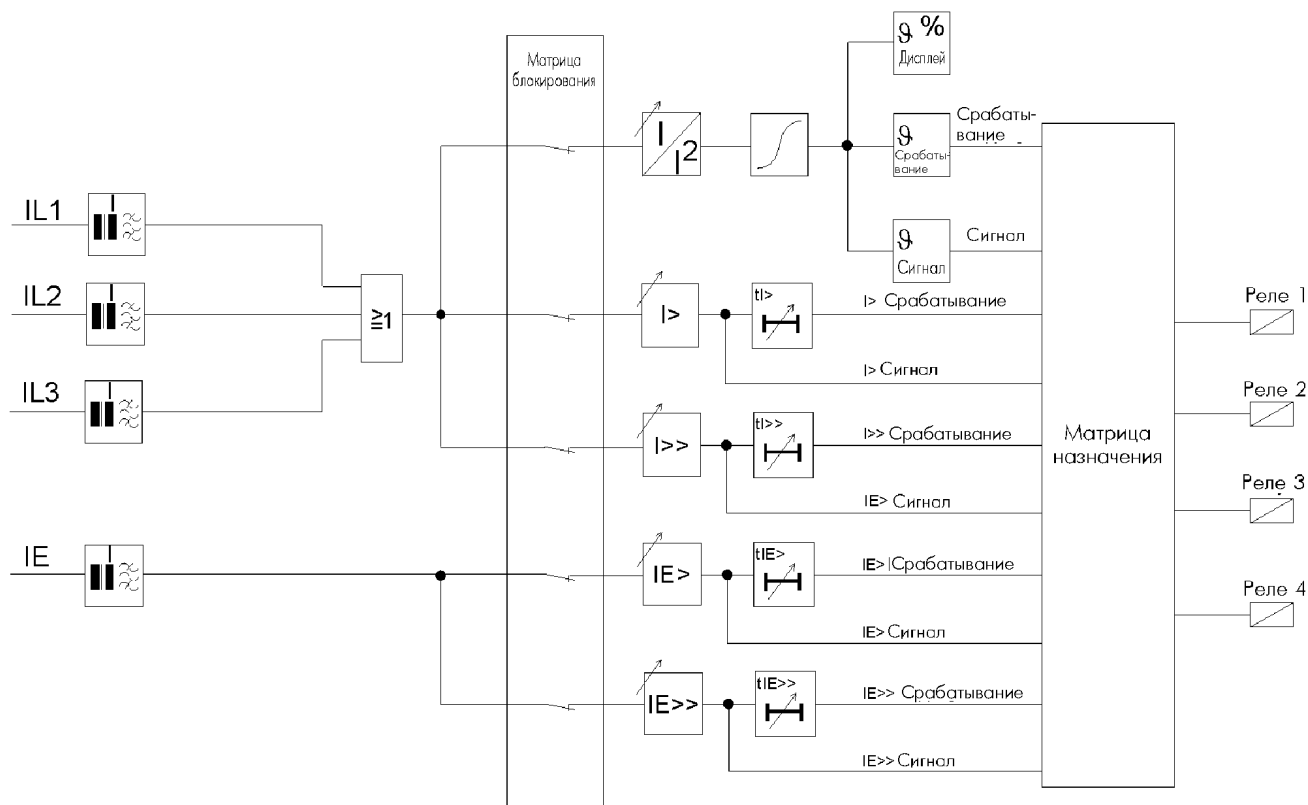 ϑ %
Дисплей
Матрица
блокирования
I
I2
ϑ
Срабаты-
вание
Срабаты-
вание
IL1
ϑ
Сигнал
Сигнал
IL2
≧1
I>
tI>
I> Срабатывание
Реле 1
I> Сигнал
IL3
Реле 2
I>>
tI>>
I>> Срабатывание
Матрица
назначения
Реле 3
IE> Сигнал
IE
IE>
tIE>
IE> Срабатывание
Реле 4
IE> Сигнал
IE>>
tIE>>
IE>> Срабатывание
IE>> Сигнал